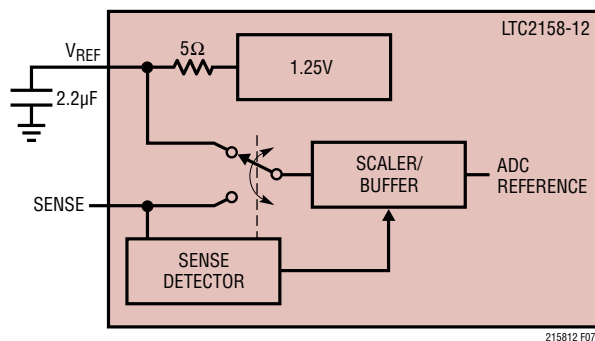 LTC2158-12
VREF
5Ω
1.25V
2.2µF
SCALER/
BUFFER
ADC
REFERENCE
SENSE
SENSE
DETECTOR
215812 F07